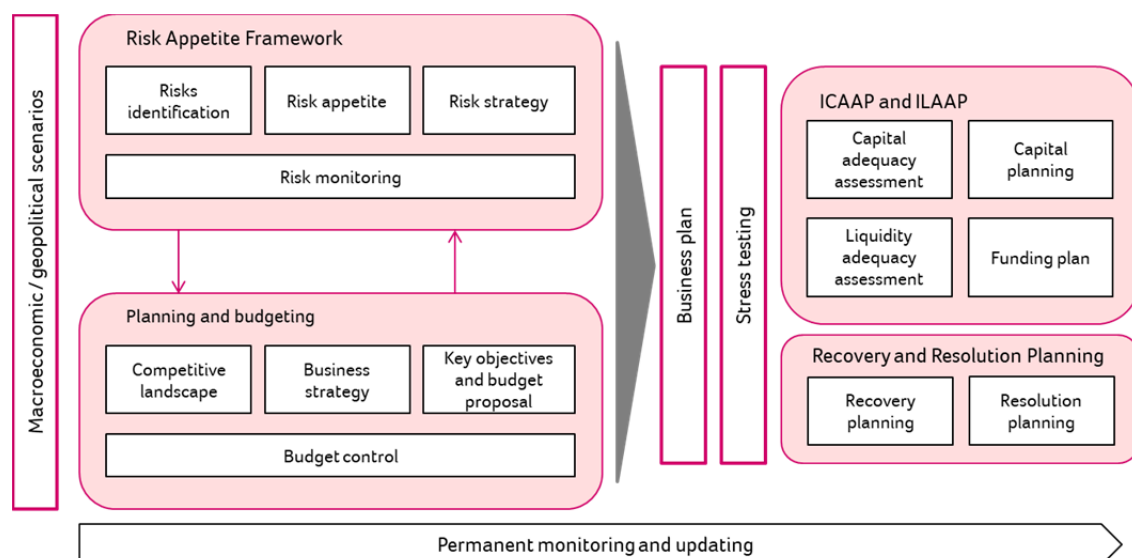 Macroeconomic / geopolitical scenarios
Risk Appetite Framework
Risks
identification
Risk appetite
Risk strategy
Risk monitoring
Planning and budgeting
Competitive
landscape
Business
strategy
Key objectives
and budget
proposal
Budget control
Business plan
Stress testing
ICAAP and ILAAP
Capital
adequacy
assessment
Capital
planning
Liquidity
adequacy
assessment
Funding plan
Recovery and Resolution Planning
Recovery
planning
Resolution
planning
Permanent monitoring and updating